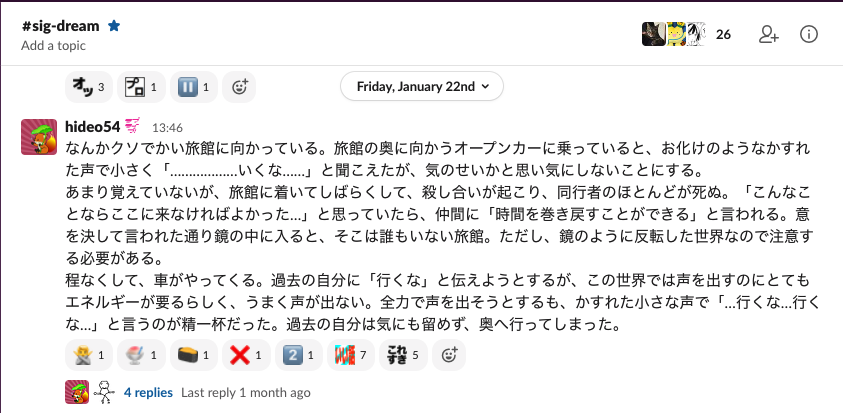 #sig-dream
Add a topic
26
オッ 3
プロ 1
1
Friday, January 22nd
hideo54
13:46
なんかクソでかい旅館に向かっている。旅館の奥に向かうオープンカーに乗っていると、お化けのようなかすれ
た声で小さく「………………いくな……」と聞こえたが、気のせいかと思い気にしないことにする。
あまり覚えていないが、旅館に着いてしばらくして、殺し合いが起こり、同行者のほとんどが死ぬ。「こんなこ
とならここに来なければよかった…」と思っていたら、仲間に「時間を巻き戻すことができる」と言われる。意
を決して言われた通り鏡の中に入ると、そこは誰もいない旅館。ただし、鏡のように反転した世界なので注意す
る必要がある。
程なくして、車がやってくる。過去の自分に「行くな」と伝えようとするが、この世界では声を出すのにとても
エネルギーが要るらしく、うまく声が出ない。全力で声を出そうとするも、かすれた小さな声で「…行くな…行く
な…」と言うのが精一杯だった。過去の自分は気にも留めず、奥へ行ってしまった。
1
1
1
1
2 1
7
これすぎ 5
4 replies Last reply 1 month ago